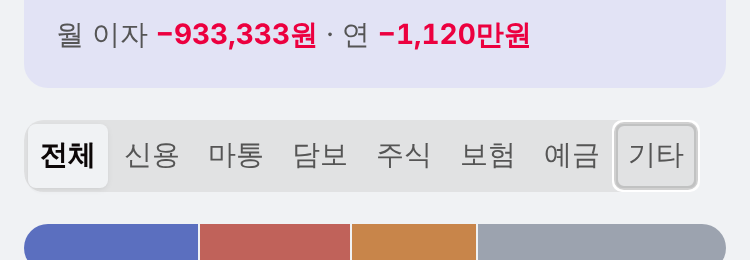 월 이자 −933,333원 · 연 −1,120만원
전체 신용 마통 담보 주식 보험 예금 기타